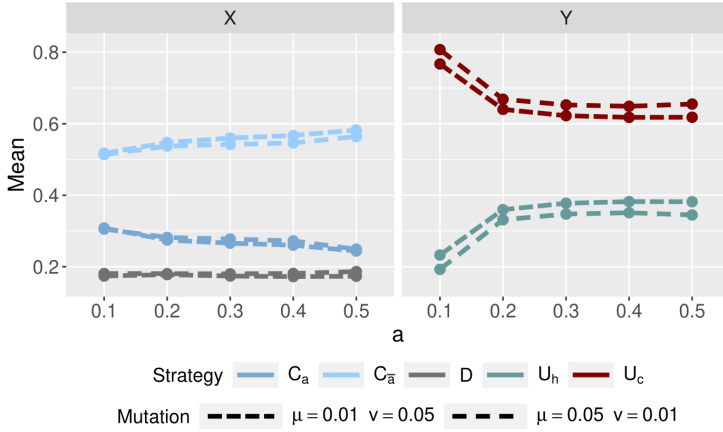 X Y
0.8
0.6
0.4
0.2
Mean
0.1 0.2 0.3 0.4 0.5 0.1 0.2 0.3 0.4 0.5
a
Strategy Cₐ C_a̅ D Uₕ U_c
Mutation μ = 0.01 ν = 0.05 μ = 0.05 ν = 0.01